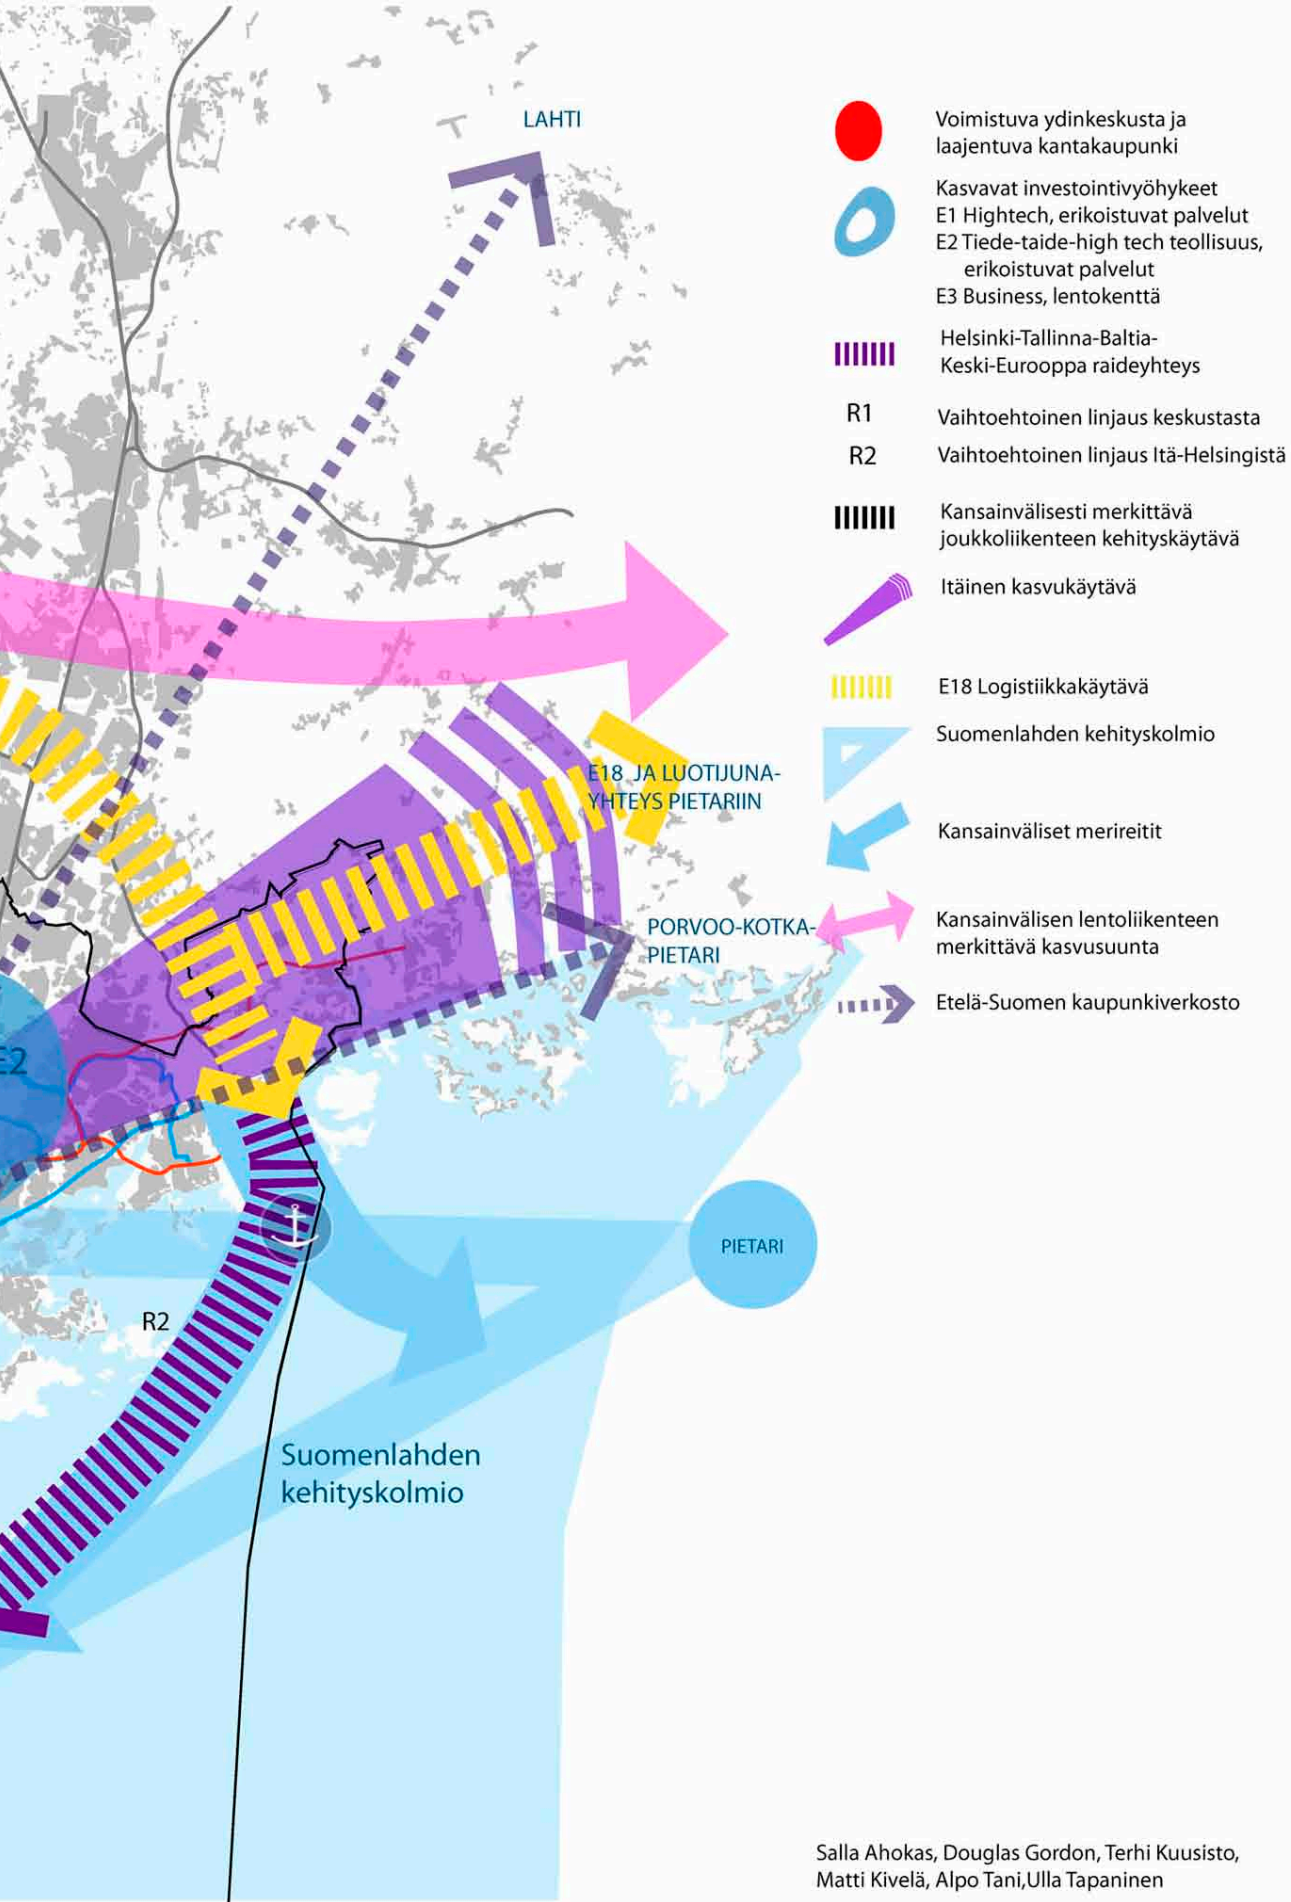 LAHTI
E18 JA LUOTIJUNA-
YHTEYS PIETARIIN
PORVOO-KOTKA-
PIETARI
E2
PIETARI
R2
Suomenlahden
kehityskolmio
Voimistuva ydinkeskusta ja
laajentuva kantakaupunki
Kasvavat investointivyöhykeet
E1 Hightech, erikoistuvat palvelut
E2 Tiede-taide-high tech teollisuus,
erikoistuvat palvelut
E3 Business, lentokenttä
Helsinki-Tallinna-Baltia-
Keski-Eurooppa raideyhteys
R1 Vaihtoehtoinen linjaus keskustasta
R2 Vaihtoehtoinen linjaus Itä-Helsingistä
Kansainvälisesti merkittävä
joukkoliikenteen kehityskäytävä
Itäinen kasvukäytävä
E18 Logistiikkakäytävä
Suomenlahden kehityskolmio
Kansainväliset merireitit
Kansainvälisen lentoliikenteen
merkittävä kasvusuunta
Etelä-Suomen kaupunkiverkosto
Salla Ahokas, Douglas Gordon, Terhi Kuusisto,
Matti Kivelä, Alpo Tani,Ulla Tapaninen